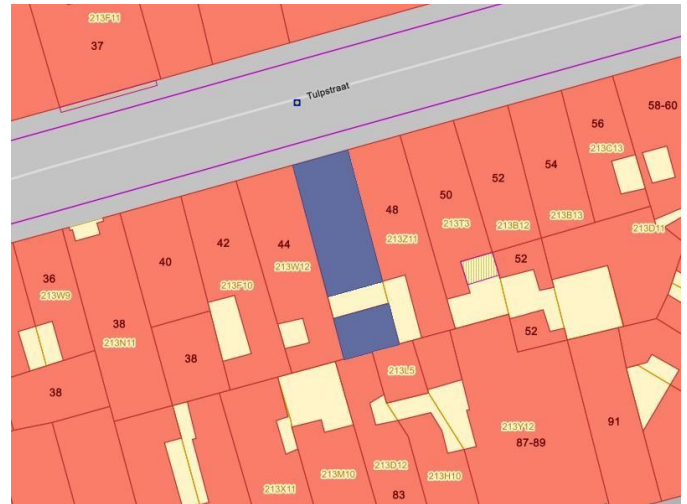 213F11
37
Tulpstraat
58-60
56
213C13
54
52
50
48
213B13
213B12
213T3
213Z11
213D11
44
213W12
42
40
213F10
36
213W9
38
213N11
52
52
38
38
213L5
213Y12
87-89
91
213X11
213M10
213D12
213H10
83